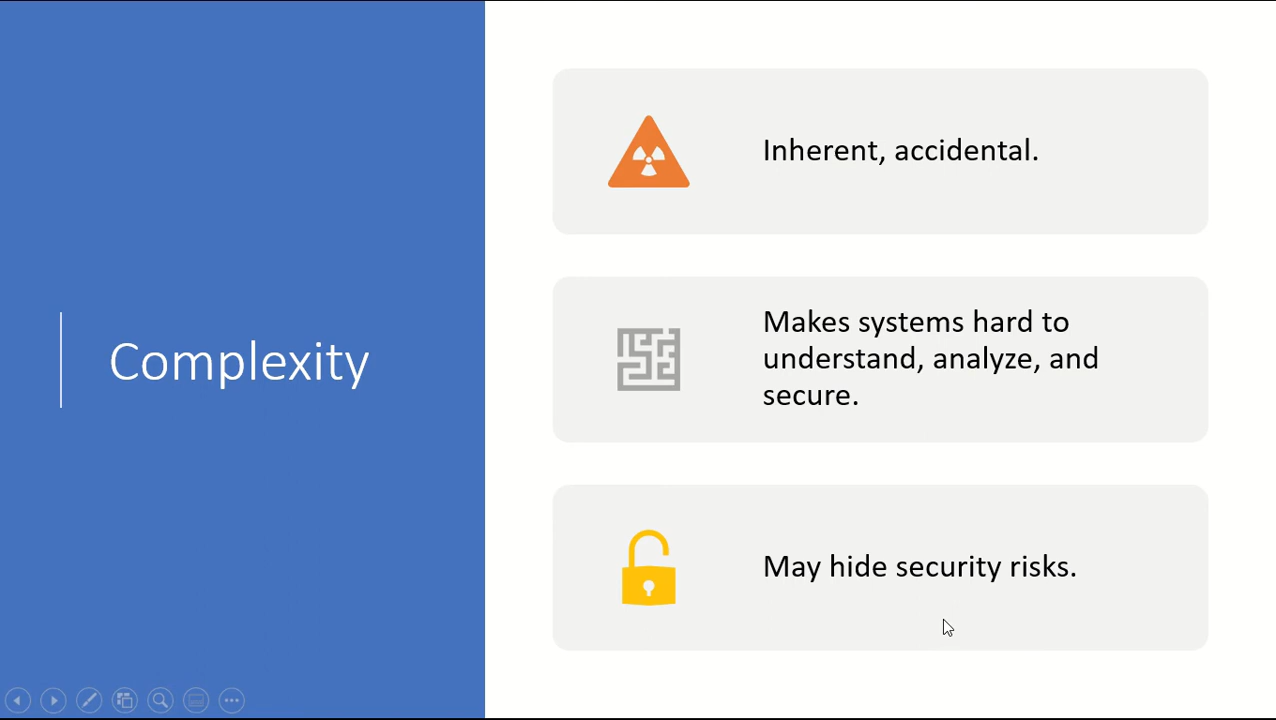 Complexity
Inherent, accidental.
Makes systems hard to
understand, analyze, and
secure.
May hide security risks.